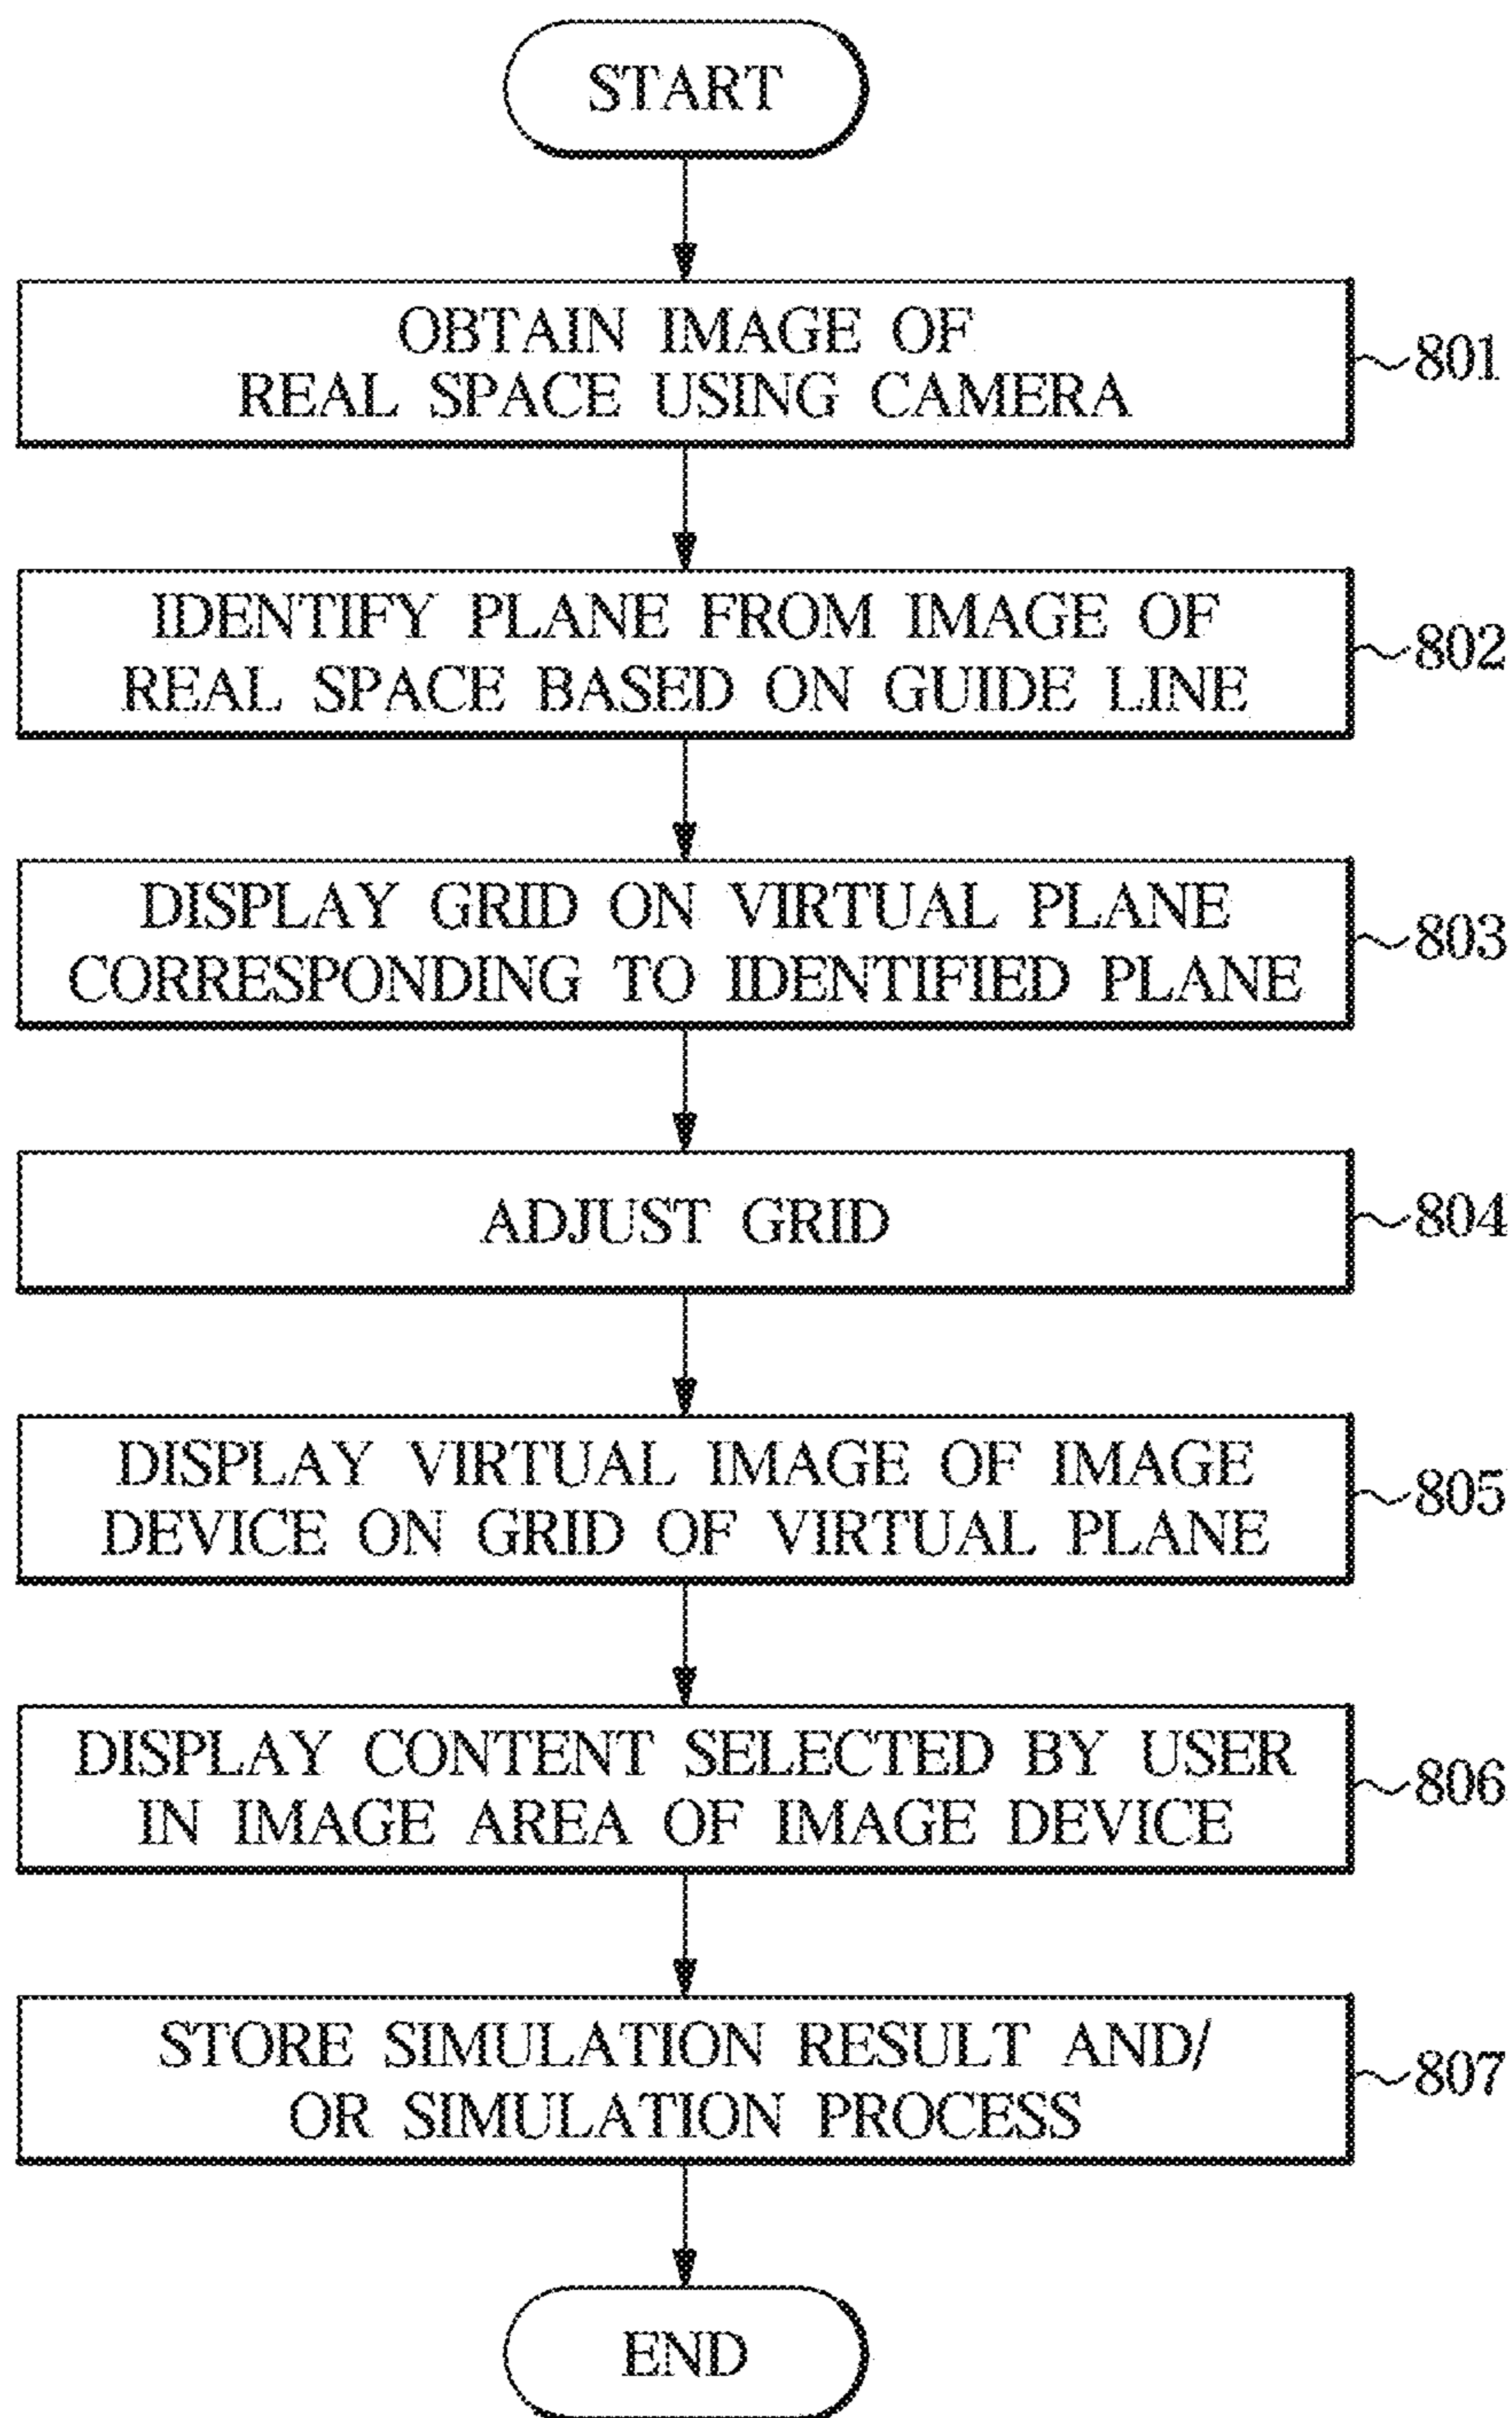 START
OBTAIN IMAGE OF
REAL SPACE USING CAMERA
801
IDENTIFY PLANE FROM IMAGE OF
REAL SPACE BASED ON GUIDE LINE
802
DISPLAY GRID ON VIRTUAL PLANE
CORRESPONDING TO IDENTIFIED PLANE
803
ADJUST GRID
804
DISPLAY VIRTUAL IMAGE OF IMAGE
DEVICE ON GRID OF VIRTUAL PLANE
805
DISPLAY CONTENT SELECTED BY USER
IN IMAGE AREA OF IMAGE DEVICE
806
STORE SIMULATION RESULT AND/
OR SIMULATION PROCESS
807
END